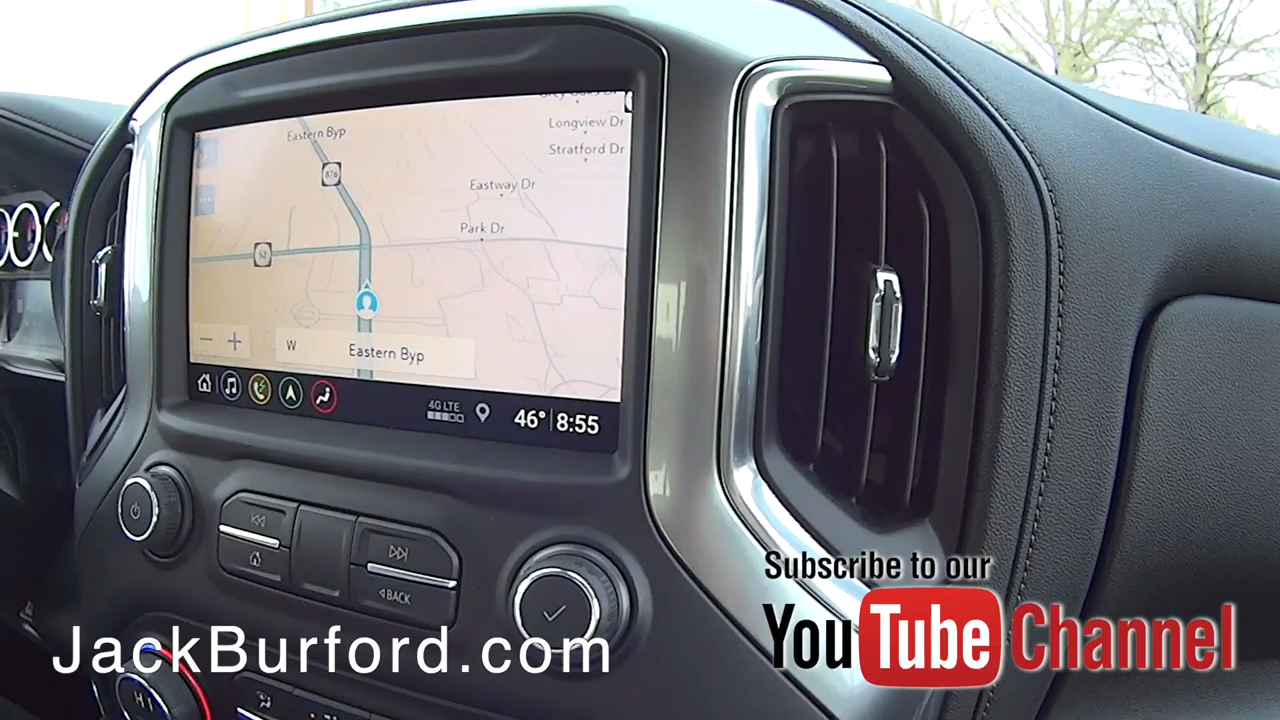 Eastern Byp
876
Longview Dr
Stratford Dr
Eastway Dr
Park Dr
52
W
Eastern Byp
4G LTE
46° 8:55
BACK
HI
Subscribe to our
YouTube Channel
JackBurford.com